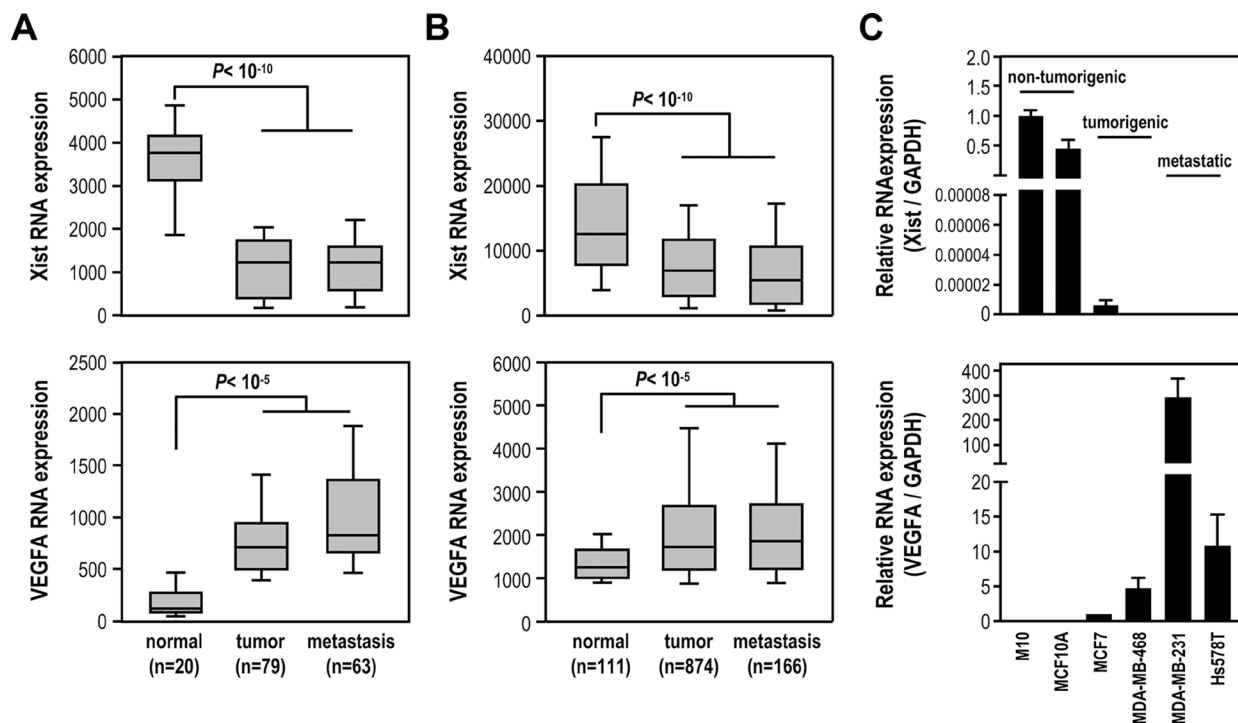 A
B
C
Xist RNA expression
6000
5000
4000
3000
2000
1000
0
P< 10-10
Xist RNA expression
40000
30000
20000
10000
0
P< 10-10
Relative RNAexpression
(Xist / GAPDH)
2.0
1.5
1.0
0.5
0.00008
0.00006
0.00004
0.00002
0
non-tumorigenic
tumorigenic
metastatic
VEGFA RNA expression
2500
2000
1500
1000
500
0
P< 10-5
normal
(n=20)
tumor
(n=79)
metastasis
(n=63)
VEGFA RNA expression
6000
5000
4000
3000
2000
1000
0
P< 10-5
normal
(n=111)
tumor
(n=874)
metastasis
(n=166)
Relative RNA expression
(VEGFA / GAPDH)
400
300
200
100
20
15
10
5
0
M10
MCF10A
MCF7
MDA-MB-468
MDA-MB-231
Hs578T